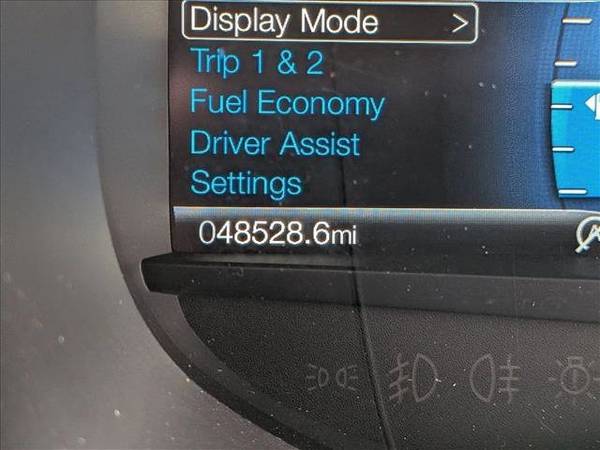 Display Mode >
Trip 1 & 2
Fuel Economy
Driver Assist
Settings
048528.6mi